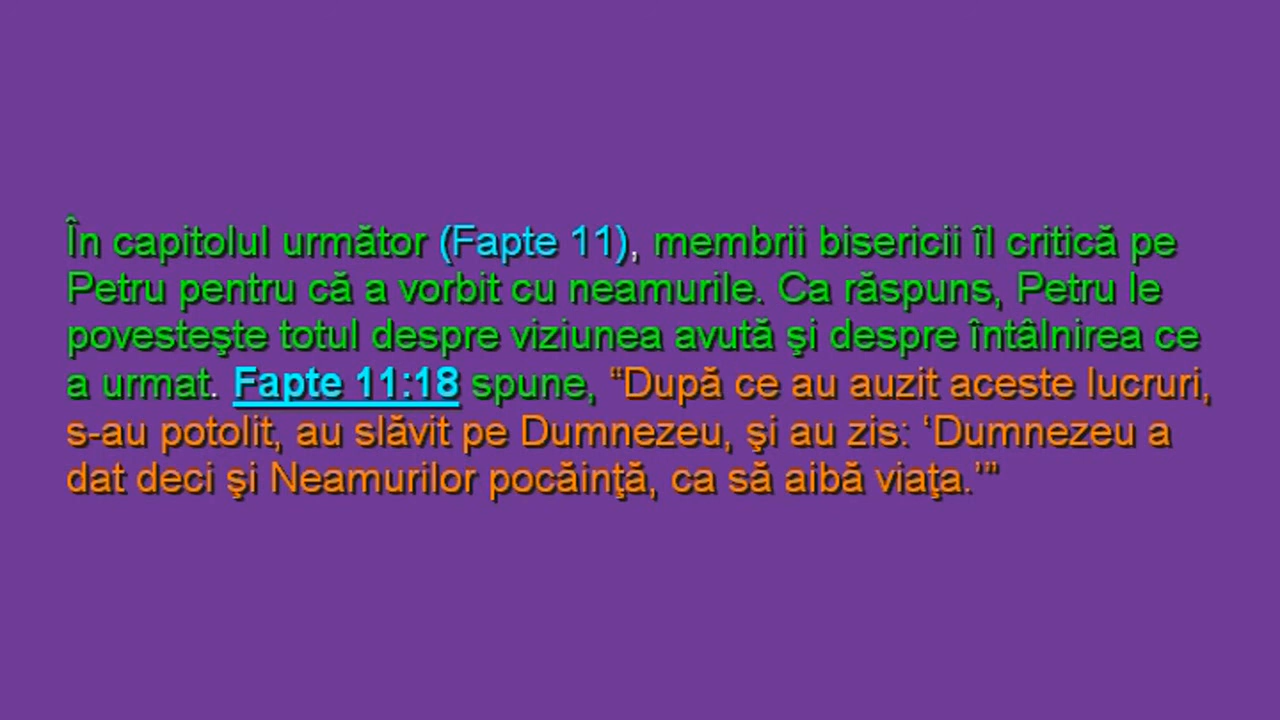 În capitolul următor (Fapte 11), membrii bisericii îl critică pe
Petru pentru că a vorbit cu neamurile. Ca răspuns, Petru le
povesteşte totul despre viziunea avută şi despre întâlnirea ce
a urmat. Fapte 11:18 spune, “După ce au auzit aceste lucruri,
s-au potolit, au slăvit pe Dumnezeu, şi au zis: ‘Dumnezeu a
dat deci şi Neamurilor pocăinţă, ca să aibă viaţa.’”